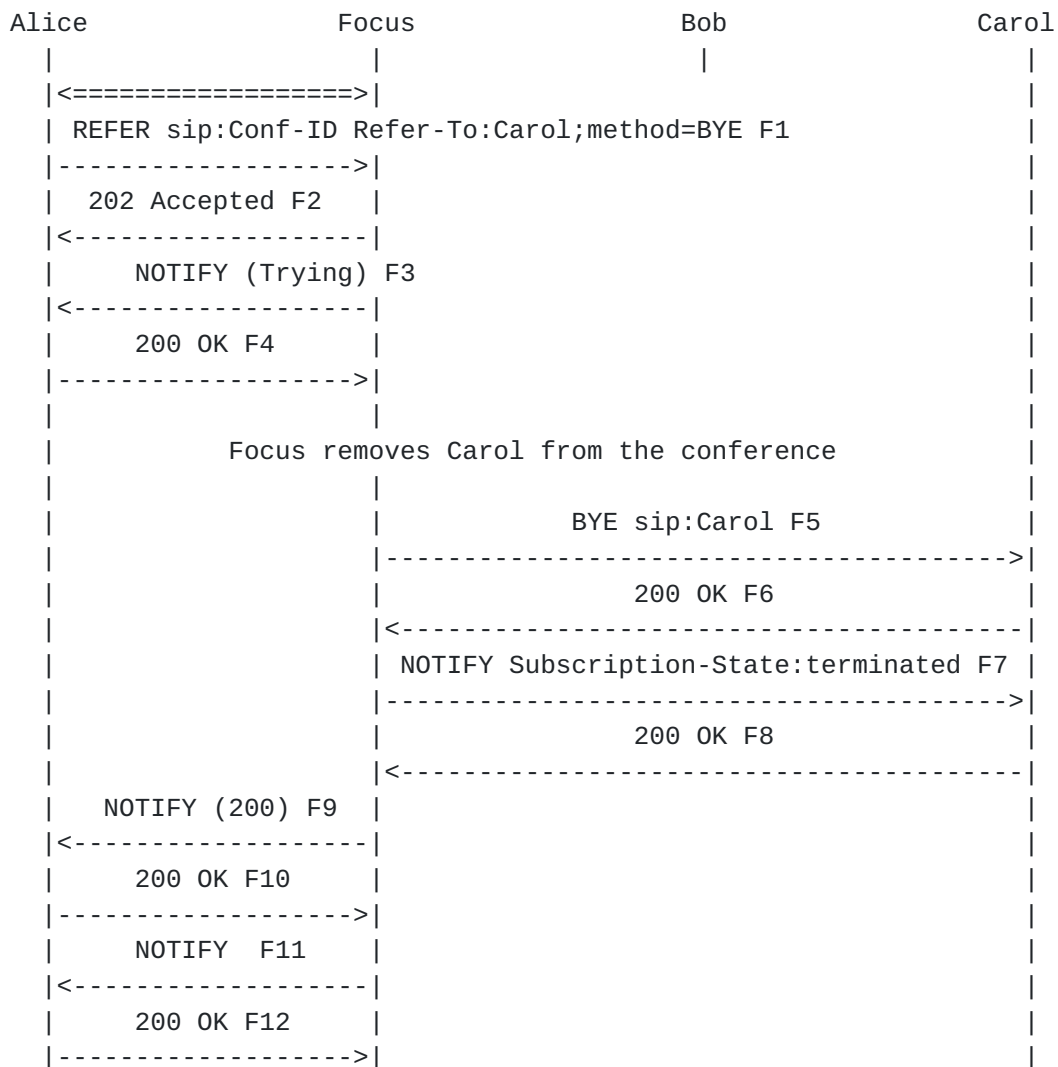 Alice                Focus                 Bob                Carol
  |                    |                    |                    |
  |<==================>|                                         |
  | REFER sip:Conf-ID Refer-To:Carol;method=BYE F1               |
  |------------------->|                                         |
  |  202 Accepted F2   |                                         |
  |<-------------------|                                         |
  |     NOTIFY (Trying) F3                                       |
  |<-------------------|                                         |
  |     200 OK F4      |                                         |
  |------------------->|                                         |
  |                    |                                         |
  |           Focus removes Carol from the conference            |
  |                    |                                         |
  |                    |            BYE sip:Carol F5             |
  |                    |---------------------------------------->|
  |                    |                200 OK F6                |
  |                    |<----------------------------------------|
  |                    | NOTIFY Subscription-State:terminated F7 |
  |                    |---------------------------------------->|
  |                    |                200 OK F8                |
  |                    |<----------------------------------------|
  |   NOTIFY (200) F9  |                                         |
  |<-------------------|                                         |
  |     200 OK F10     |                                         |
  |------------------->|                                         |
  |     NOTIFY  F11    |                                         |
  |<-------------------|                                         |
  |     200 OK F12     |                                         |
  |------------------->|                                         |